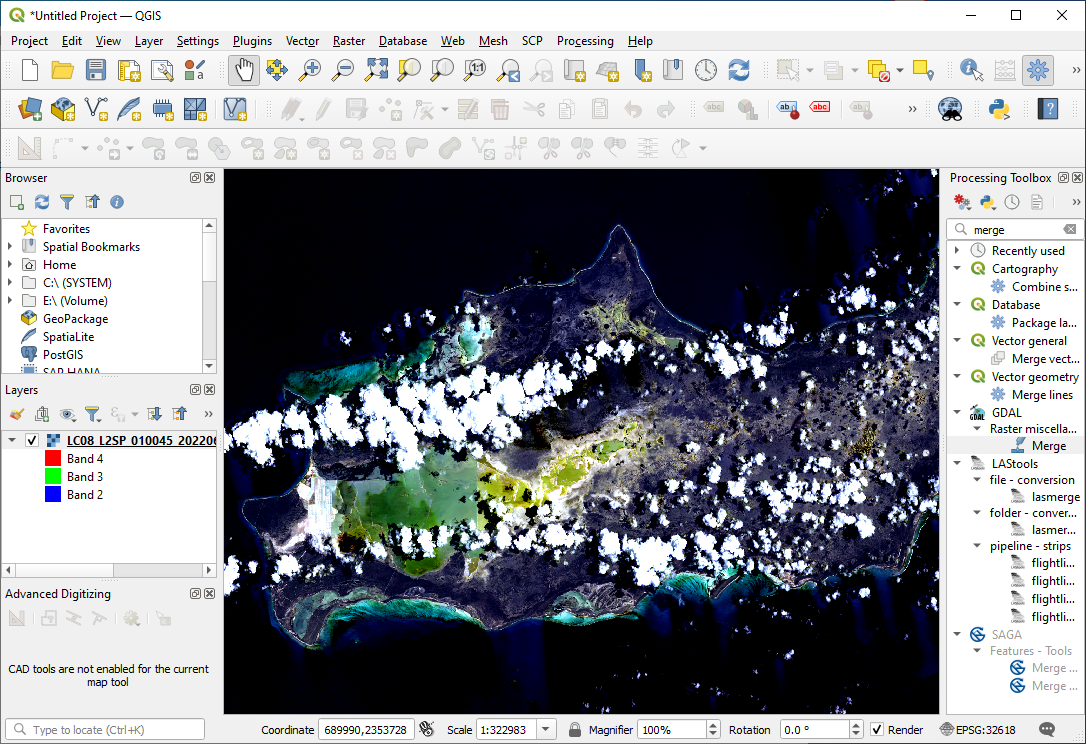 *Untitled Project — QGIS
Project Edit View Layer Settings Plugins Vector Raster Database Web Mesh SCP Processing Help
Browser
Favorites
Spatial Bookmarks
Home
C:\ (SYSTEM)
E:\ (Volume)
GeoPackage
SpatiaLite
PostGIS
SAP HANA
Layers
LC08_L2SP_010045_202206
Band 4
Band 3
Band 2
Advanced Digitizing
CAD tools are not enabled for the current
map tool
Processing Toolbox
merge
Recently used
Cartography
Combine s...
Database
Package la...
Vector general
Merge vect...
Vector geometry
Merge lines
GDAL
Raster miscella...
Merge
LAStools
file - conversion
lasmerge
folder - conver...
lasmer...
pipeline - strips
flightli...
flightli...
flightli...
flightli...
SAGA
Features - Tools
Merge ...
Merge ...
Type to locate (Ctrl+K) Coordinate 689990,2353728 Scale 1:322983 Magnifier 100% Rotation 0.0 ° Render EPSG:32618